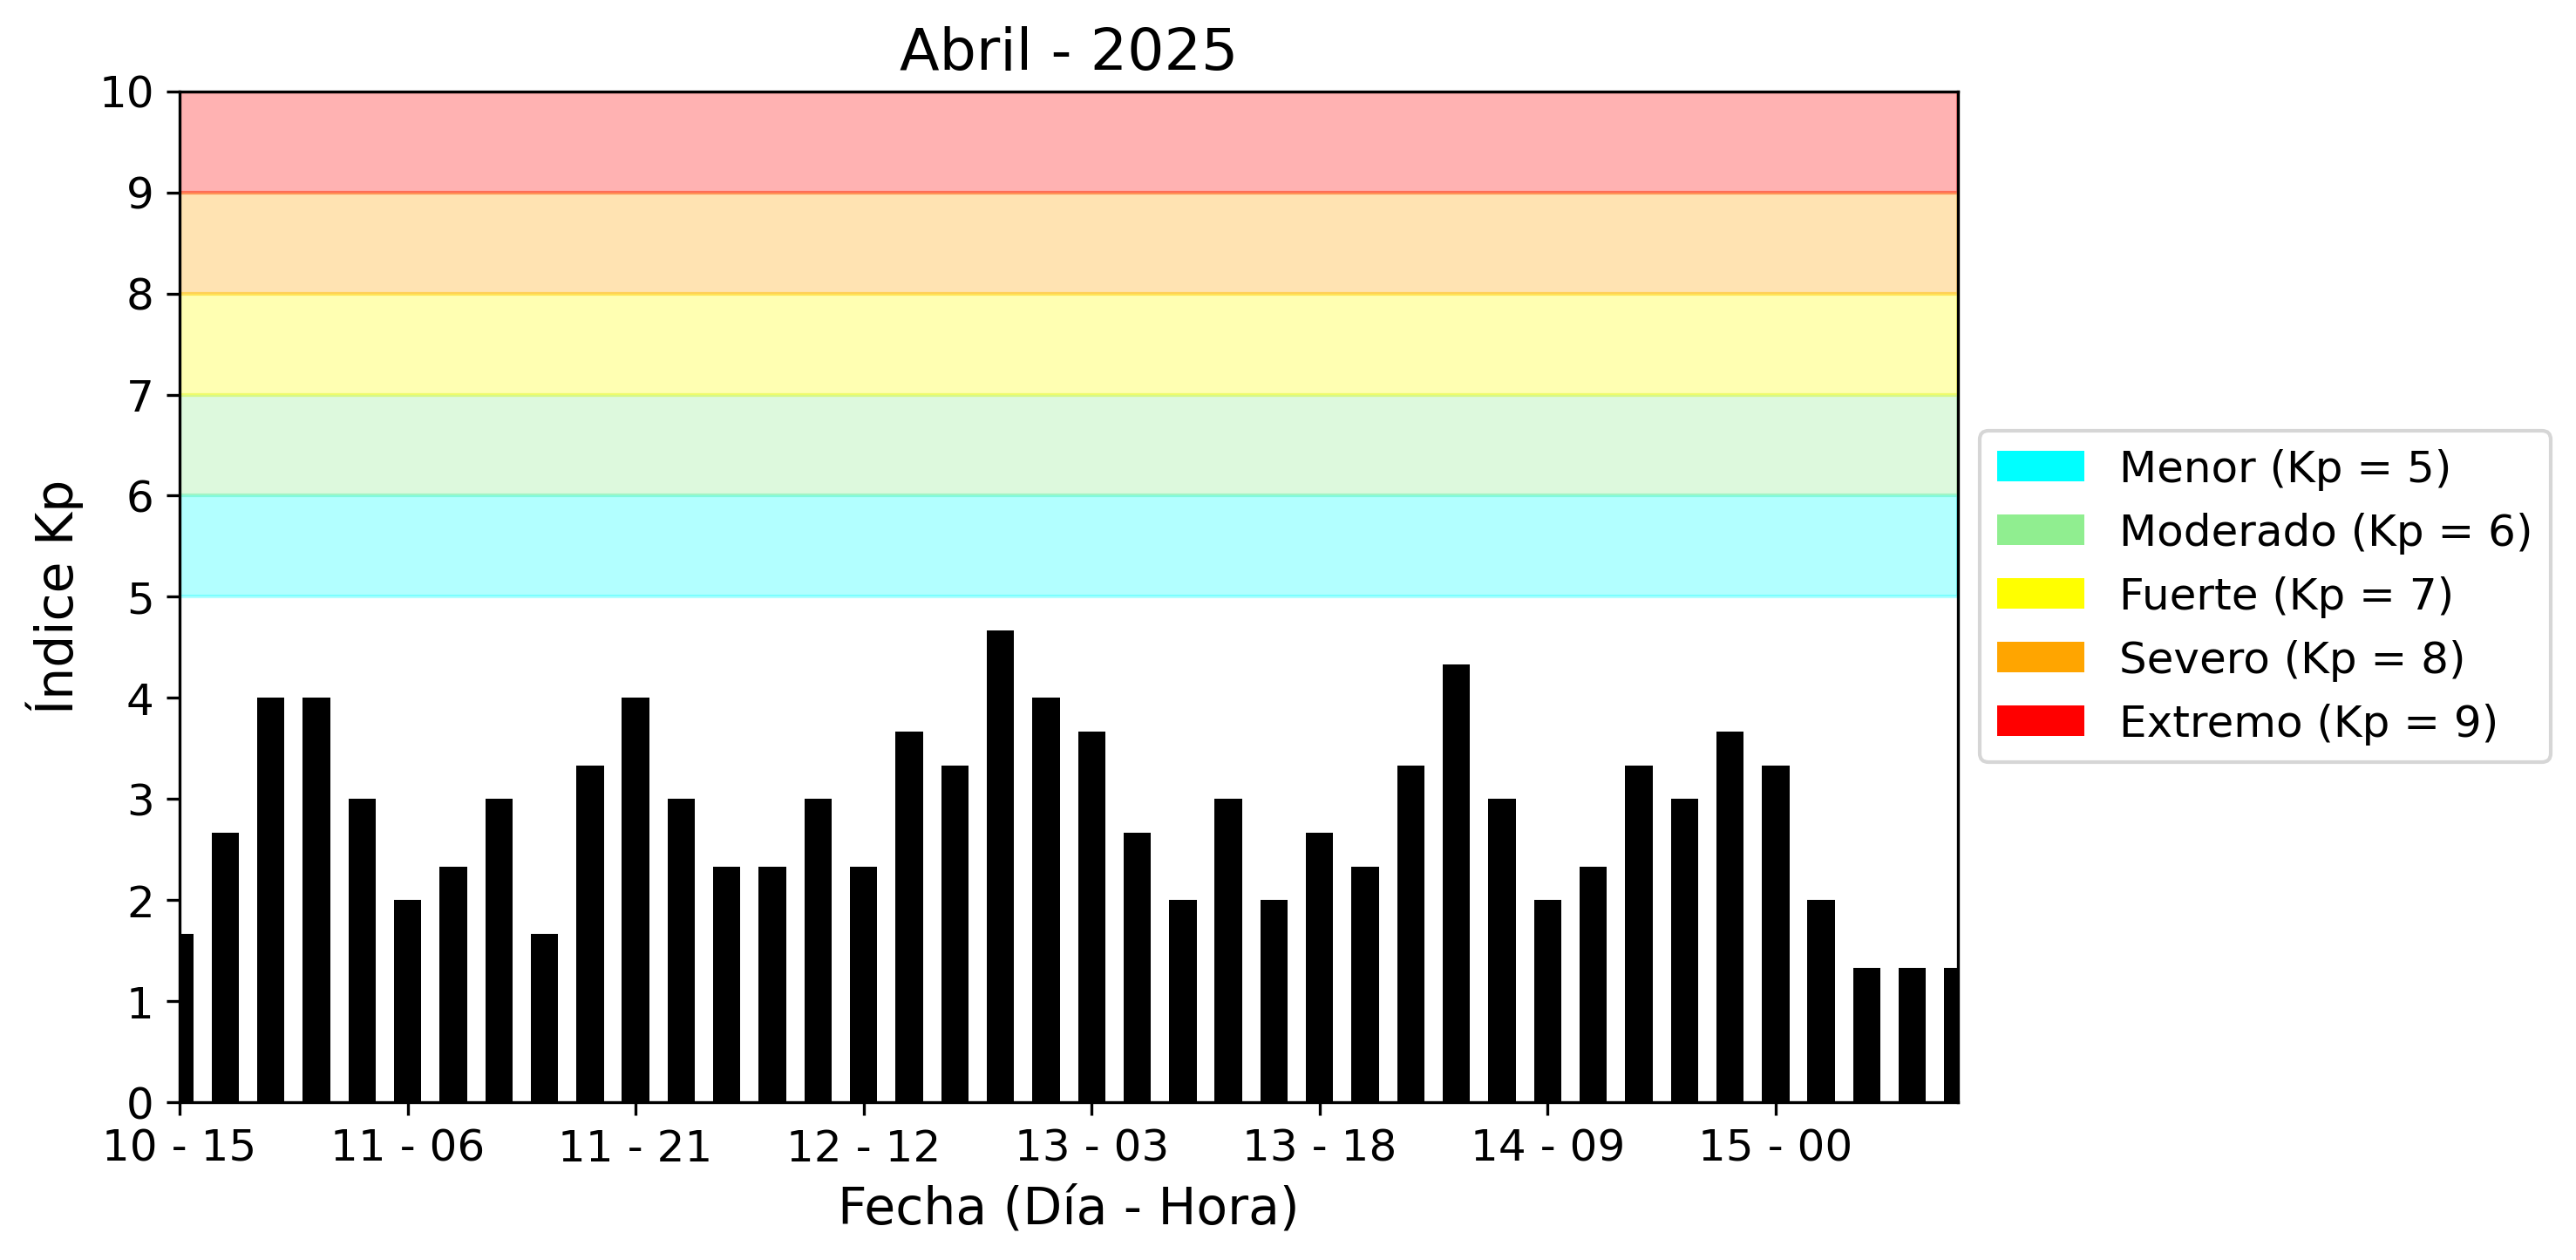 Abril - 2025
10
9
8
7
6
5
4
3
2
1
0
Índice Kp
10 - 15
11 - 06
11 - 21
12 - 12
13 - 03
13 - 18
14 - 09
15 - 00
Fecha (Día - Hora)
Menor (Kp = 5)
Moderado (Kp = 6)
Fuerte (Kp = 7)
Severo (Kp = 8)
Extremo (Kp = 9)